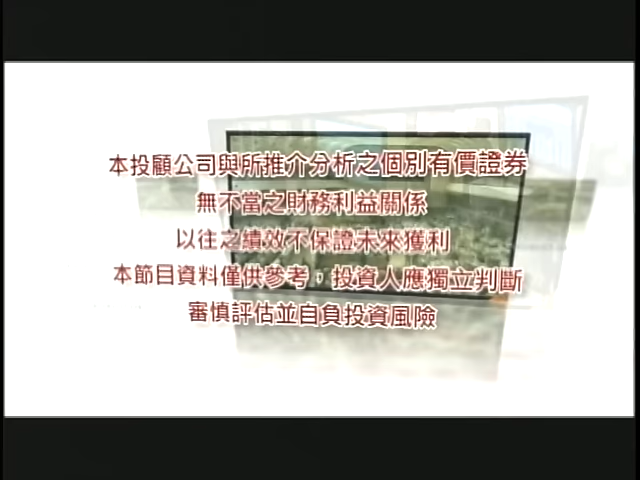 本投顧公司與所推介分析之個別有價證券
無不當之財務利益關係
以往之績效不保證未來獲利
本節目資料僅供參考，投資人應獨立判斷
審慎評估並自負投資風險